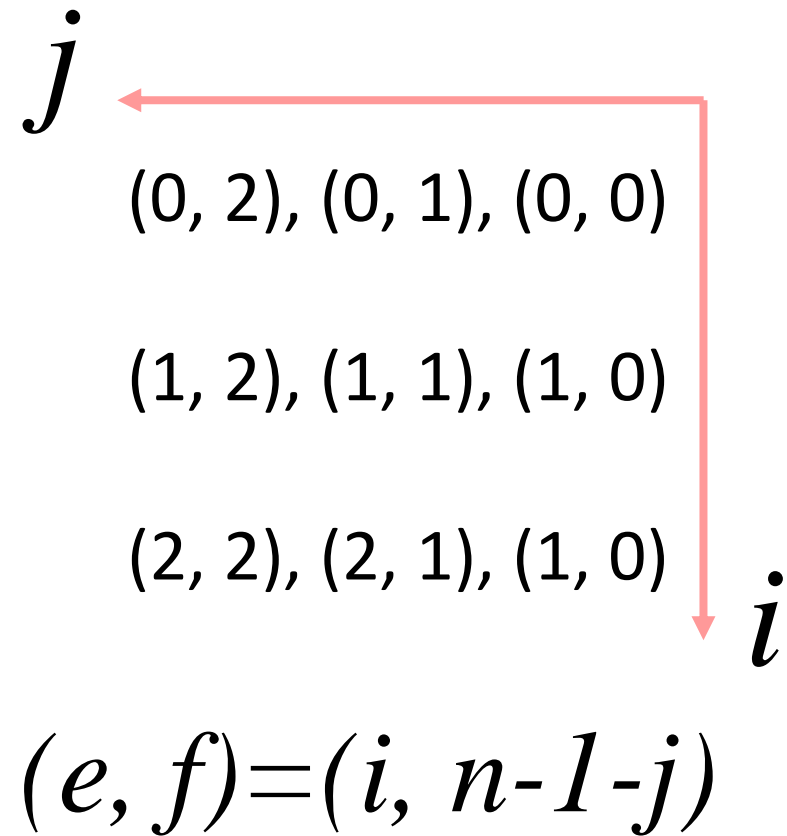 j
(0, 2), (0, 1), (0, 0)
(1, 2), (1, 1), (1, 0)
(2, 2), (2, 1), (1, 0)
i
(e, f)=(i, n-1-j)